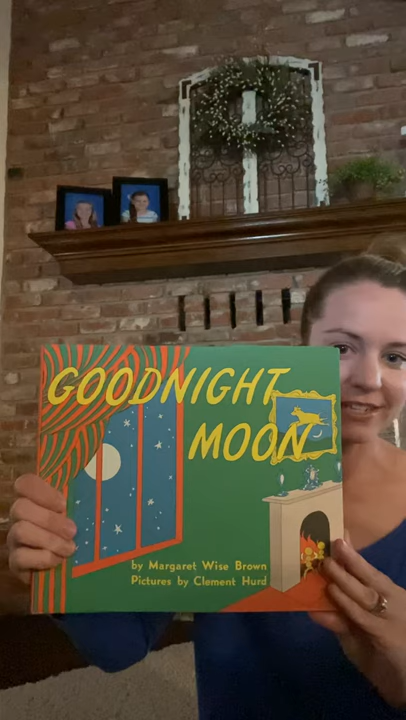 GOODNIGHT
MOON
by Margaret Wise Brown
Pictures by Clement Hurd